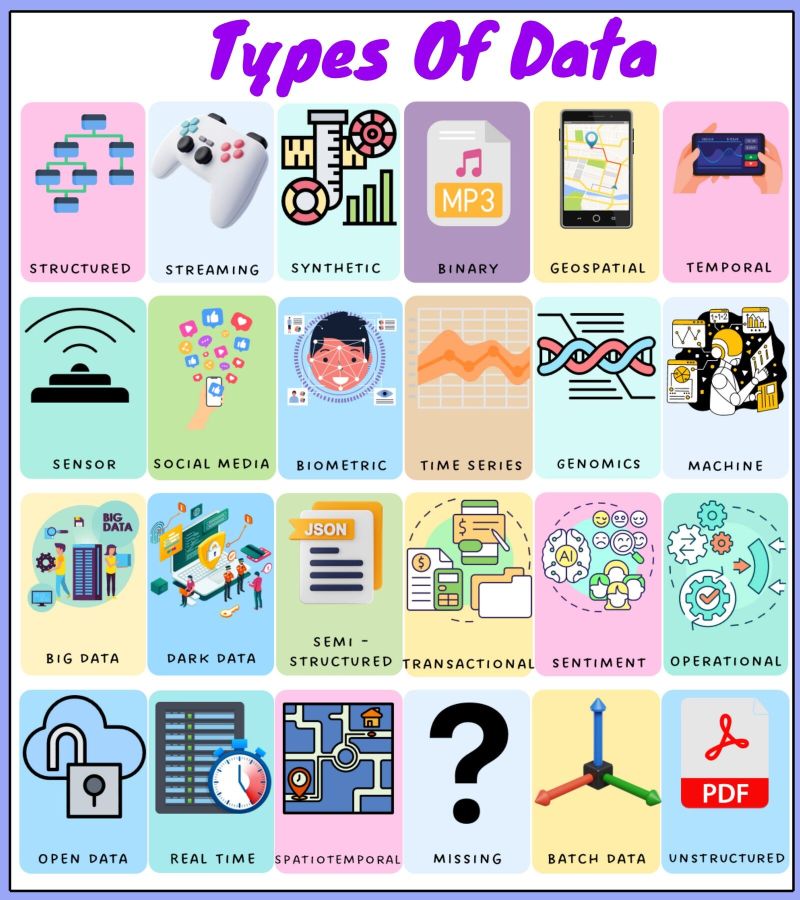 Types Of Data
MP3
STRUCTURED
STREAMING
SYNTHETIC
BINARY
GEOSPATIAL
TEMPORAL
SENSOR
SOCIAL MEDIA
BIOMETRIC
TIME SERIES
GENOMICS
MACHINE
BIG
DATA
JSON
AI
BIG DATA
DARK DATA
SEMI -
STRUCTURED
TRANSACTIONAL
SENTIMENT
OPERATIONAL
PDF
OPEN DATA
REAL TIME
SPATIOTEMPORAL
MISSING
BATCH DATA
UNSTRUCTURED